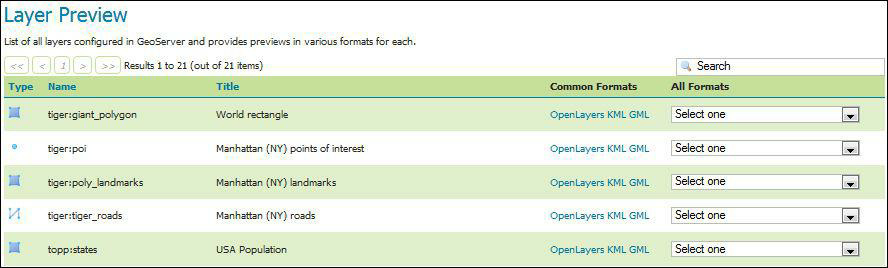 Layer Preview
List of all layers configured in GeoServer and provides previews in various formats for each.
<< < 1 > >> Results 1 to 21 (out of 21 items) Search
Type Name Title Common Formats All Formats
tiger:giant_polygon World rectangle OpenLayers KML GML Select one
tiger:poi Manhattan (NY) points of interest OpenLayers KML GML Select one
tiger:poly_landmarks Manhattan (NY) landmarks OpenLayers KML GML Select one
tiger:tiger_roads Manhattan (NY) roads OpenLayers KML GML Select one
topp:states USA Population OpenLayers KML GML Select one